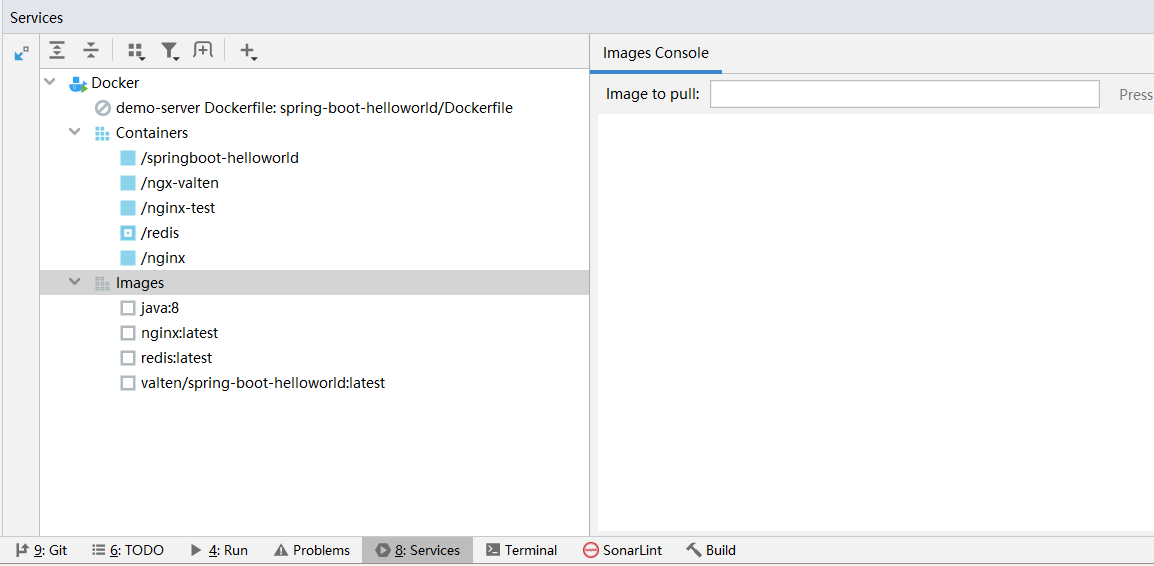 Services
Docker
demo-server Dockerfile: spring-boot-helloworld/Dockerfile
Containers
/springboot-helloworld
/ngx-valten
/nginx-test
/redis
/nginx
Images
java:8
nginx:latest
redis:latest
valten/spring-boot-helloworld:latest
Images Console
Image to pull: Press
9: Git 6: TODO 4: Run Problems 8: Services Terminal SonarLint Build